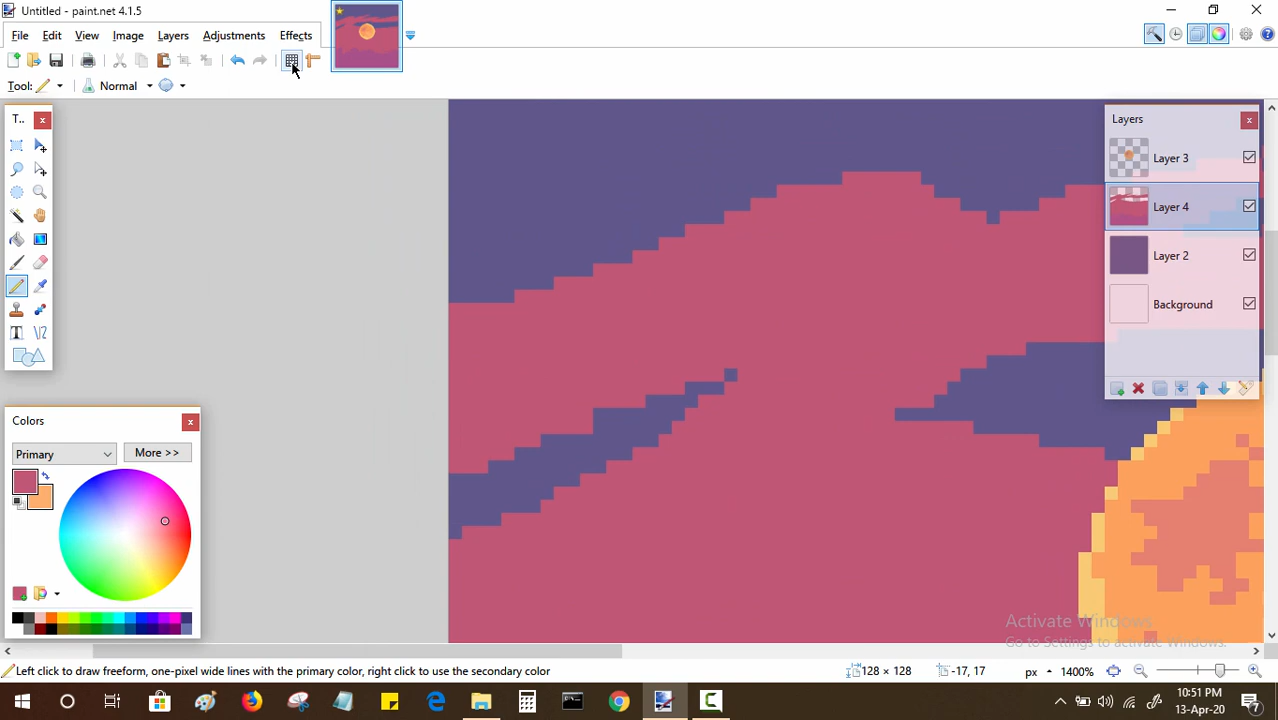 Untitled - paint.net 4.1.5
File Edit View Image Layers Adjustments Effects
Tool: Normal
T..
Layers
Layer 3
Layer 4
Layer 2
Background
Colors
Primary More >>
Activate Windows
Go to Settings to activate Windows.
Left click to draw freeform, one-pixel wide lines with the primary color, right click to use the secondary color 128 × 128 -17, 17 px 1400%
10:51 PM
13-Apr-20
7